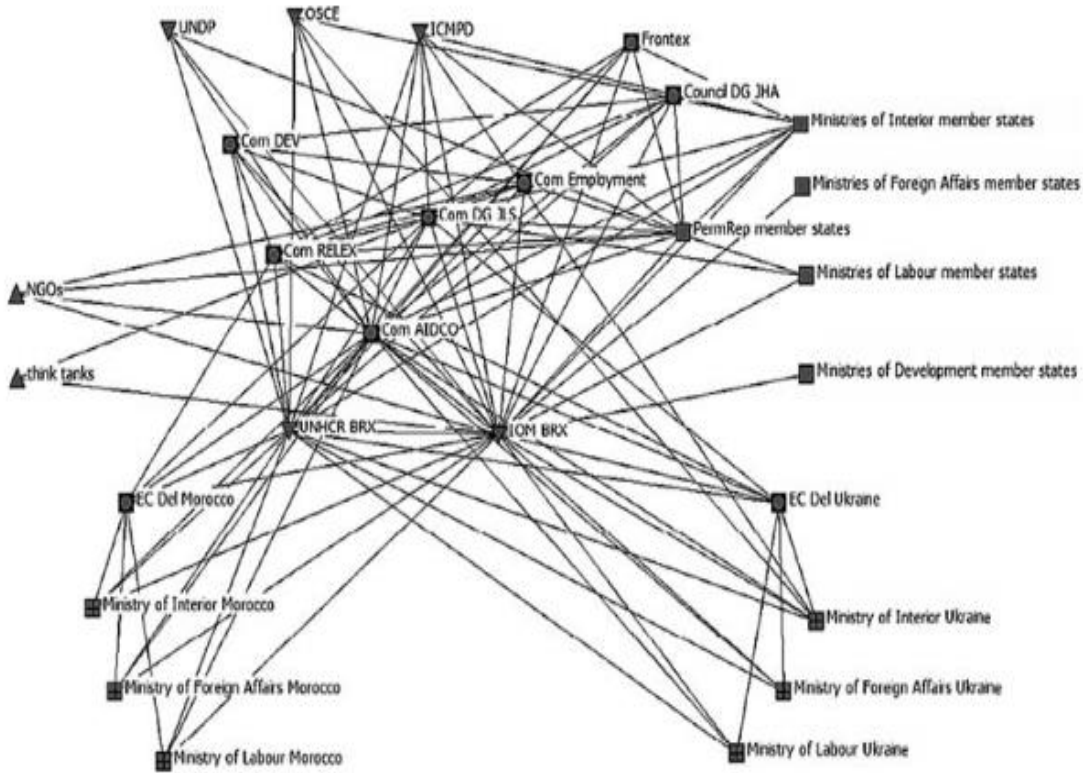 UNDP
OSCE
ICMPD
Frontex
Council DG JHA
Ministries of Interior member states
Com DEV
Com Employment
Ministries of Foreign Affairs member states
Com DG JLS
PermRep member states
Com RELEX
Ministries of Labour member states
NGOs
Com AIDCO
think tanks
Ministries of Development member states
UNHCR BRX
IOM BRX
EC Del Morocco
EC Del Ukraine
Ministry of Interior Morocco
Ministry of Interior Ukraine
Ministry of Foreign Affairs Morocco
Ministry of Foreign Affairs Ukraine
Ministry of Labour Morocco
Ministry of Labour Ukraine